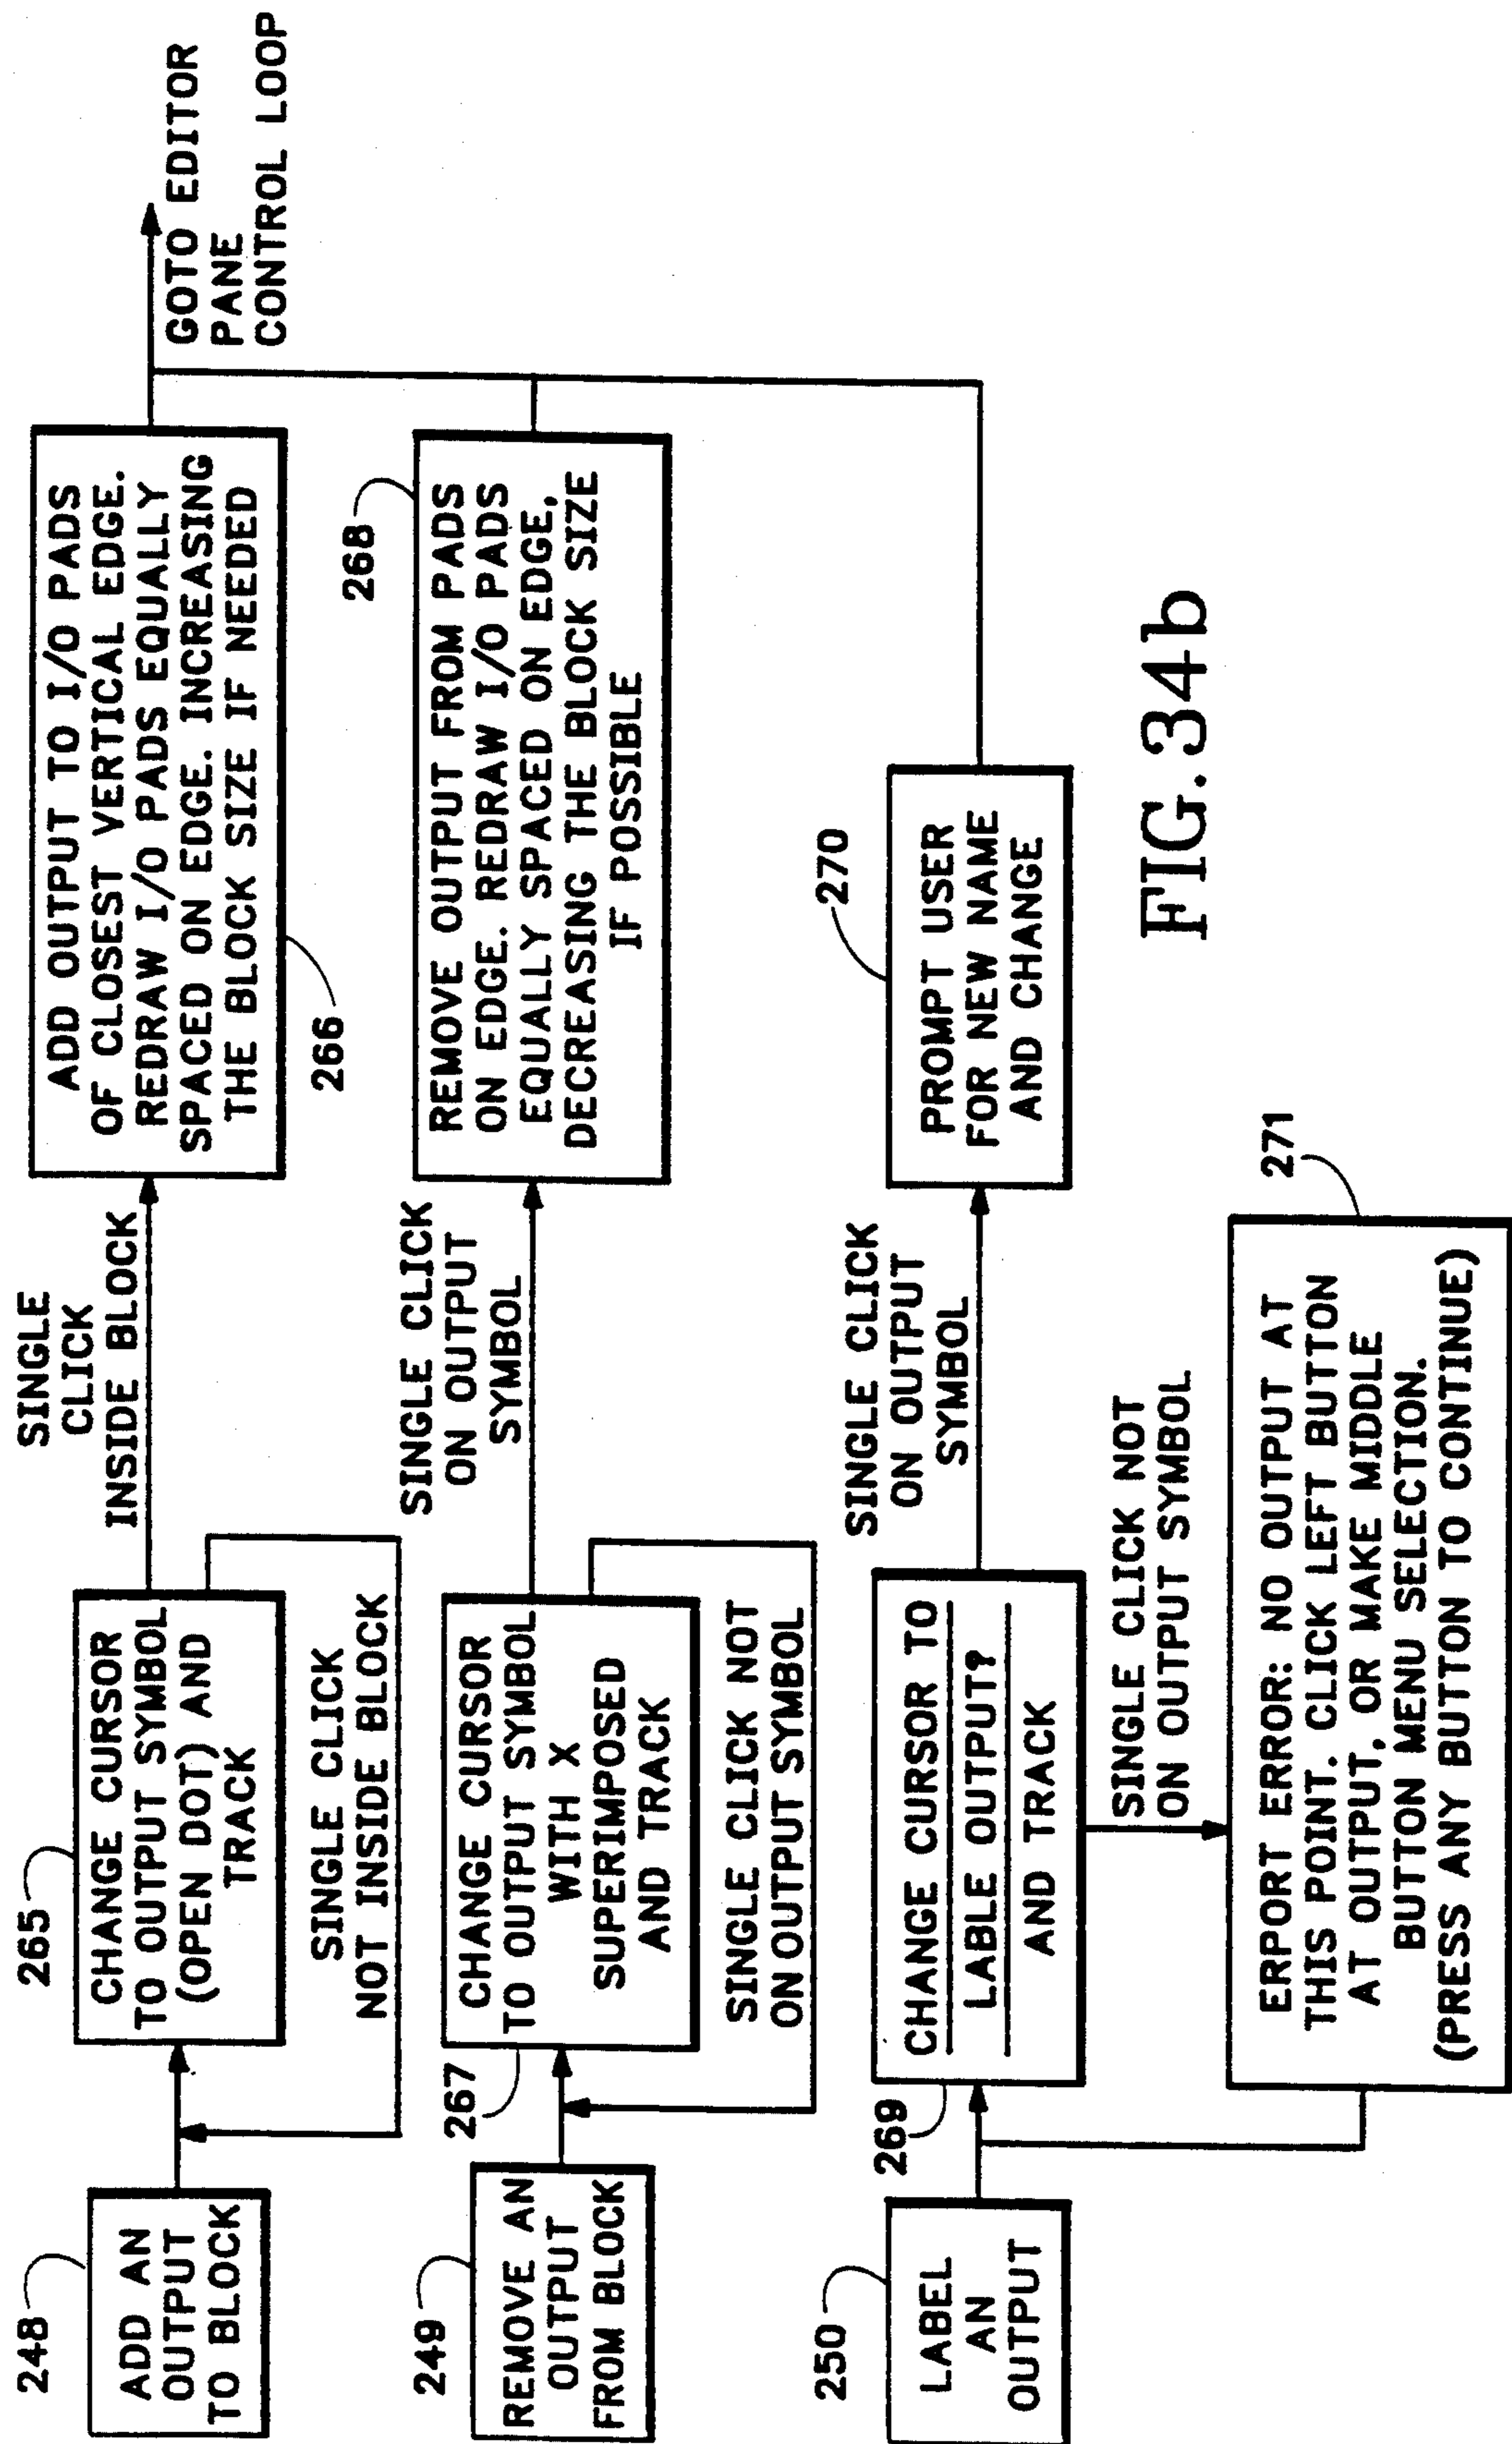 248
ADD AN
OUTPUT
TO BLOCK
265
CHANGE CURSOR
TO OUTPUT SYMBOL
(OPEN DOT) AND
TRACK
SINGLE CLICK
NOT INSIDE BLOCK
SINGLE
CLICK
INSIDE BLOCK
ADD OUTPUT TO I/O PADS
OF CLOSEST VERTICAL EDGE.
REDRAW I/O PADS EQUALLY
SPACED ON EDGE. INCREASING
THE BLOCK SIZE IF NEEDED
266
GOTO EDITOR
PANE
CONTROL LOOP
249
REMOVE AN
OUTPUT
FROM BLOCK
267
CHANGE CURSOR
TO OUTPUT SYMBOL
WITH X
SUPERIMPOSED
AND TRACK
SINGLE CLICK NOT
ON OUTPUT SYMBOL
SINGLE CLICK
ON OUTPUT
SYMBOL
268
REMOVE OUTPUT FROM PADS
ON EDGE. REDRAW I/O PADS
EQUALLY SPACED ON EDGE,
DECREASING THE BLOCK SIZE
IF POSSIBLE
250
LABEL
AN
OUTPUT
269
CHANGE CURSOR TO
LABLE OUTPUT?
AND TRACK
SINGLE CLICK
ON OUTPUT
SYMBOL
270
PROMPT USER
FOR NEW NAME
AND CHANGE
SINGLE CLICK NOT
ON OUTPUT SYMBOL
271
ERPORT ERROR: NO OUTPUT AT
THIS POINT. CLICK LEFT BUTTON
AT OUTPUT, OR MAKE MIDDLE
BUTTON MENU SELECTION.
(PRESS ANY BUTTON TO CONTINUE)
FIG.34b